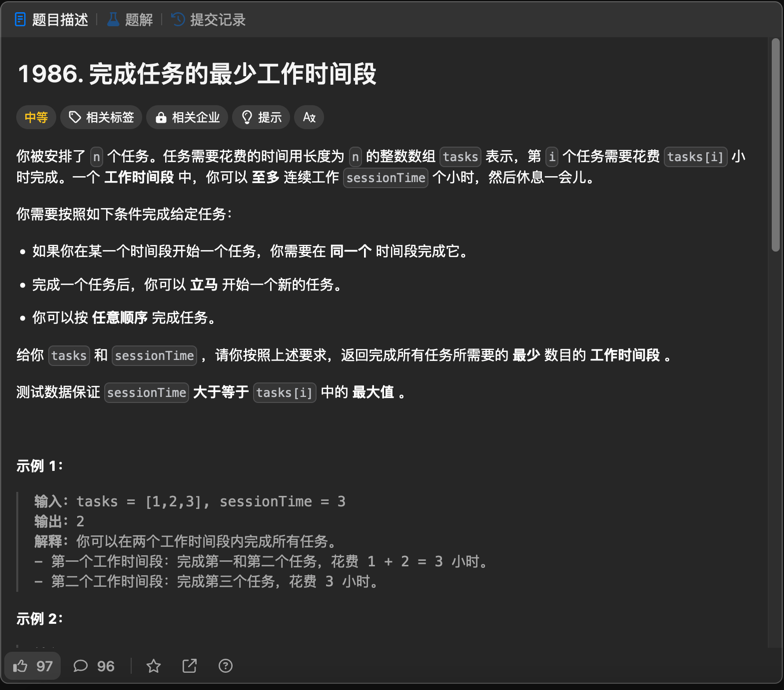 题目描述 题解 提交记录
1986. 完成任务的最少工作时间段
中等 相关标签 相关企业 提示
你被安排了 n 个任务。任务需要花费的时间用长度为 n 的整数数组 tasks 表示，第 i 个任务需要花费 tasks[i] 小
时完成。一个 工作时间段 中，你可以 至多 连续工作 sessionTime 个小时，然后休息一会儿。
你需要按照如下条件完成给定任务：
• 如果你在某一个时间段开始一个任务，你需要在 同一个 时间段完成它。
• 完成一个任务后，你可以 立马 开始一个新的任务。
• 你可以按 任意顺序 完成任务。
给你 tasks 和 sessionTime ，请你按照上述要求，返回完成所有任务所需要的 最少 数目的 工作时间段 。
测试数据保证 sessionTime 大于等于 tasks[i] 中的 最大值 。
示例 1：
输入：tasks = [1,2,3], sessionTime = 3
输出：2
解释：你可以在两个工作时间段内完成所有任务。
- 第一个工作时间段：完成第一和第二个任务，花费 1 + 2 = 3 小时。
- 第二个工作时间段：完成第三个任务，花费 3 小时。
示例 2：
97 96